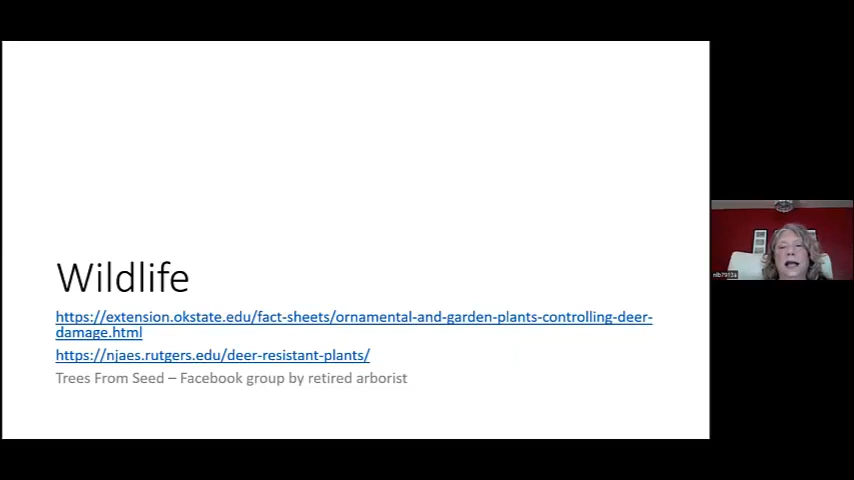 Wildlife
https://extension.okstate.edu/fact-sheets/ornamental-and-garden-plants-controlling-deer-
damage.html
https://njaes.rutgers.edu/deer-resistant-plants/
Trees From Seed – Facebook group by retired arborist